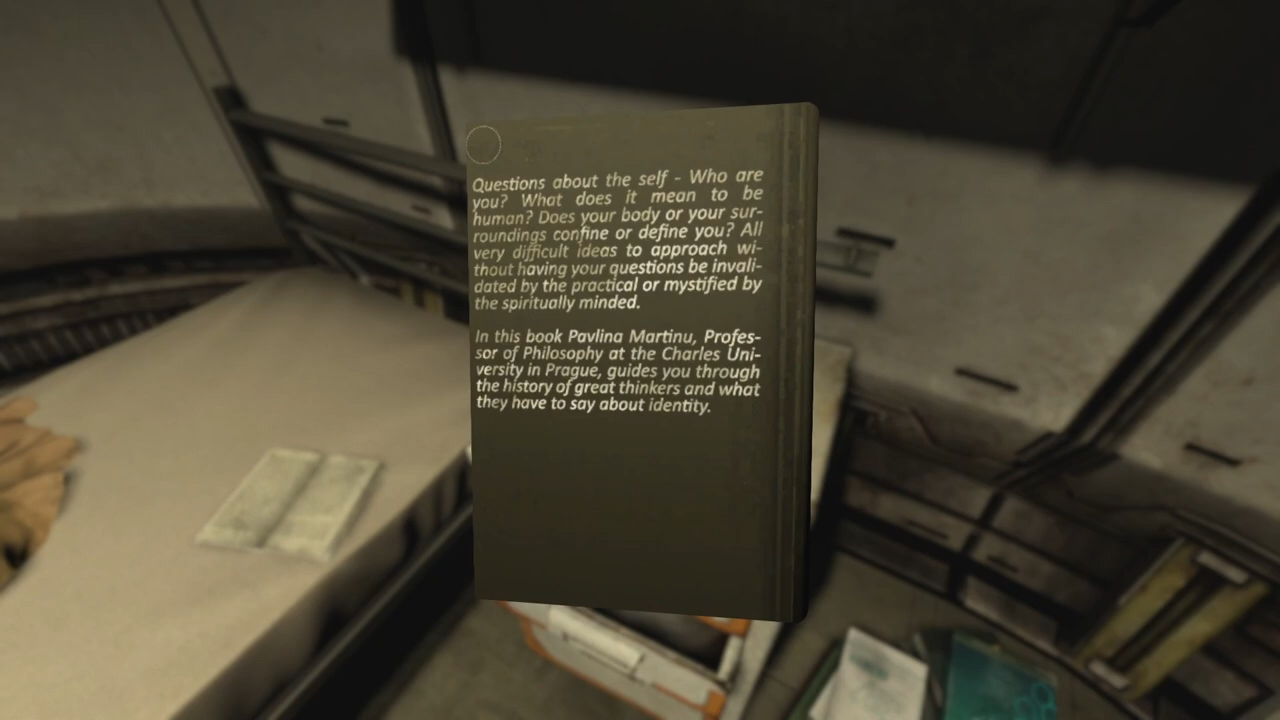 Questions about the self - Who are
you? What does it mean to be
human? Does your body or your sur-
roundings confine or define you? All
very difficult ideas to approach wi-
thout having your questions be invali-
dated by the practical or mystified by
the spiritually minded.
In this book Pavlina Martinu, Profes-
sor of Philosophy at the Charles Uni-
versity in Prague, guides you through
the history of great thinkers and what
they have to say about identity.